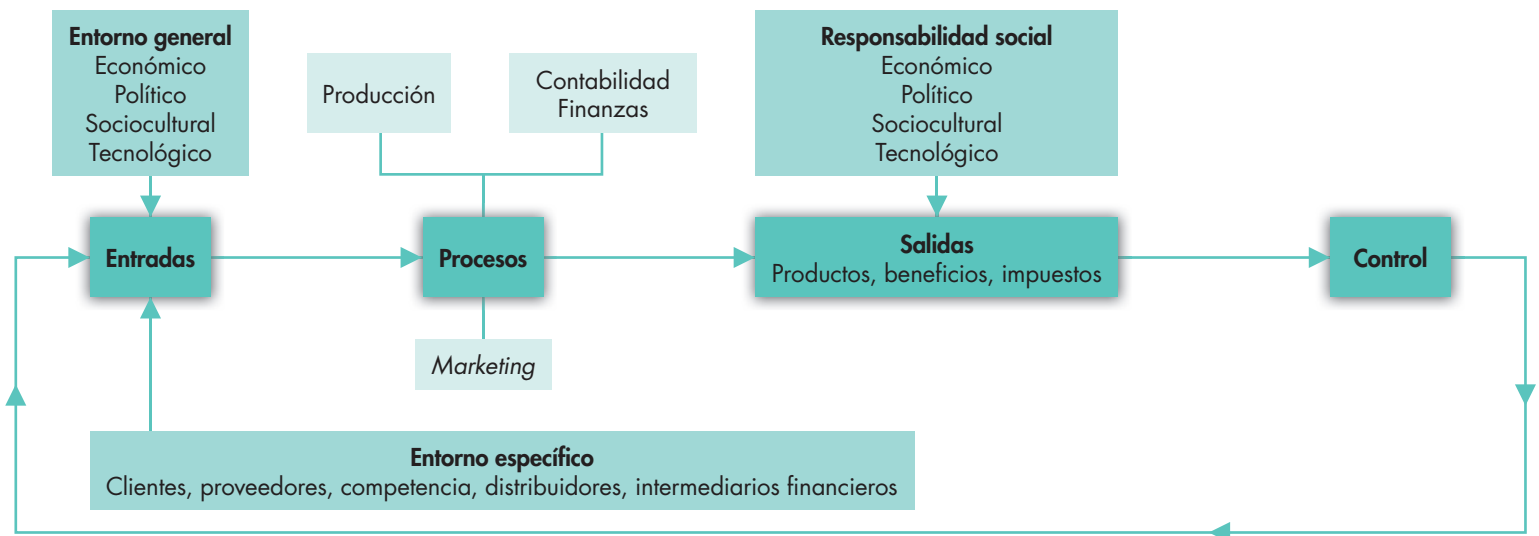 Entorno general
Económico
Político
Sociocultural
Tecnológico
Producción
Contabilidad
Finanzas
Responsabilidad social
Económico
Político
Sociocultural
Tecnológico
Entradas
Procesos
Salidas
Productos, beneficios, impuestos
Control
Marketing
Entorno específico
Clientes, proveedores, competencia, distribuidores, intermediarios financieros